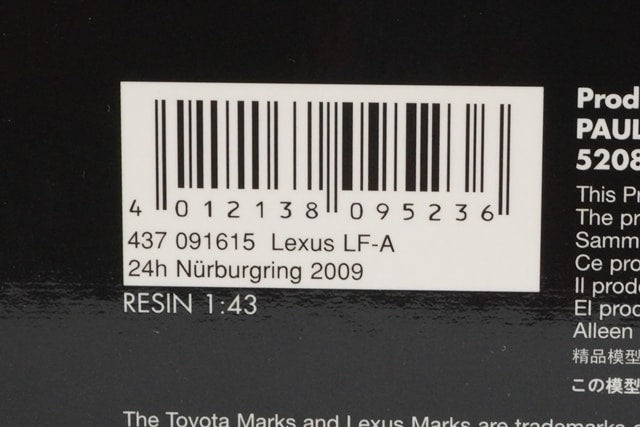 4 012138 095236
437 091615 Lexus LF-A
24h Nürburgring 2009
RESIN 1:43
Prod
PAUL
5208
This Pr
The pr
Samm
Ce pro
Il prod
El prod
Alleen
精品模型
この模型
The Toyota Marks and Lexus Marks are trademarks